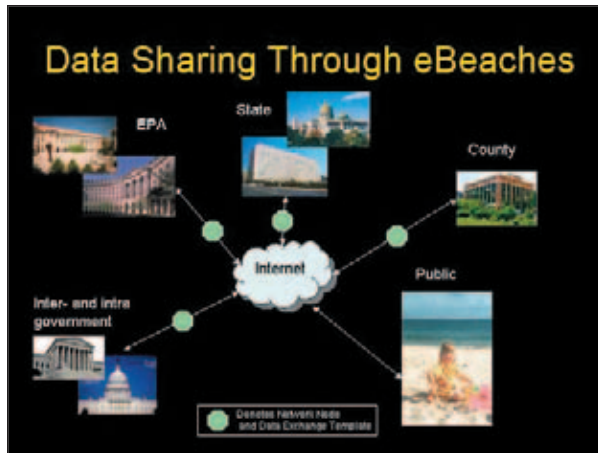 Data Sharing Through eBeaches
EPA
State
County
Internet
Public
Inter- and intra
government
Denotes Network Node
and Data Exchange Template